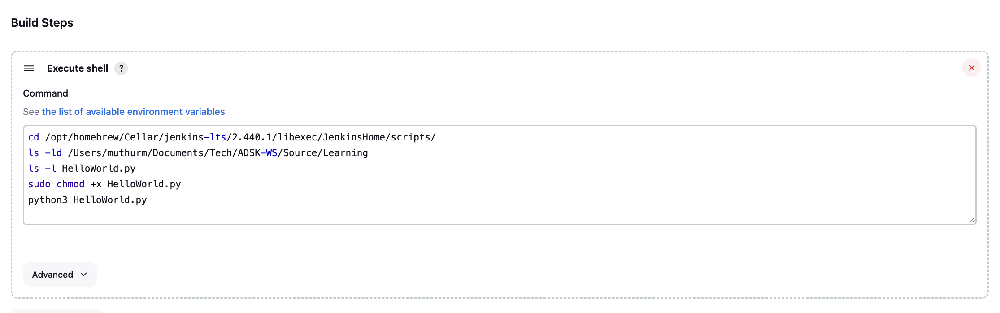 Build Steps
Execute shell ?
Command
See the list of available environment variables
cd /opt/homebrew/Cellar/jenkins-lts/2.440.1/libexec/JenkinsHome/scripts/
ls -ld /Users/muthurm/Documents/Tech/ADSK-WS/Source/Learning
ls -l HelloWorld.py
sudo chmod +x HelloWorld.py
python3 HelloWorld.py
Advanced